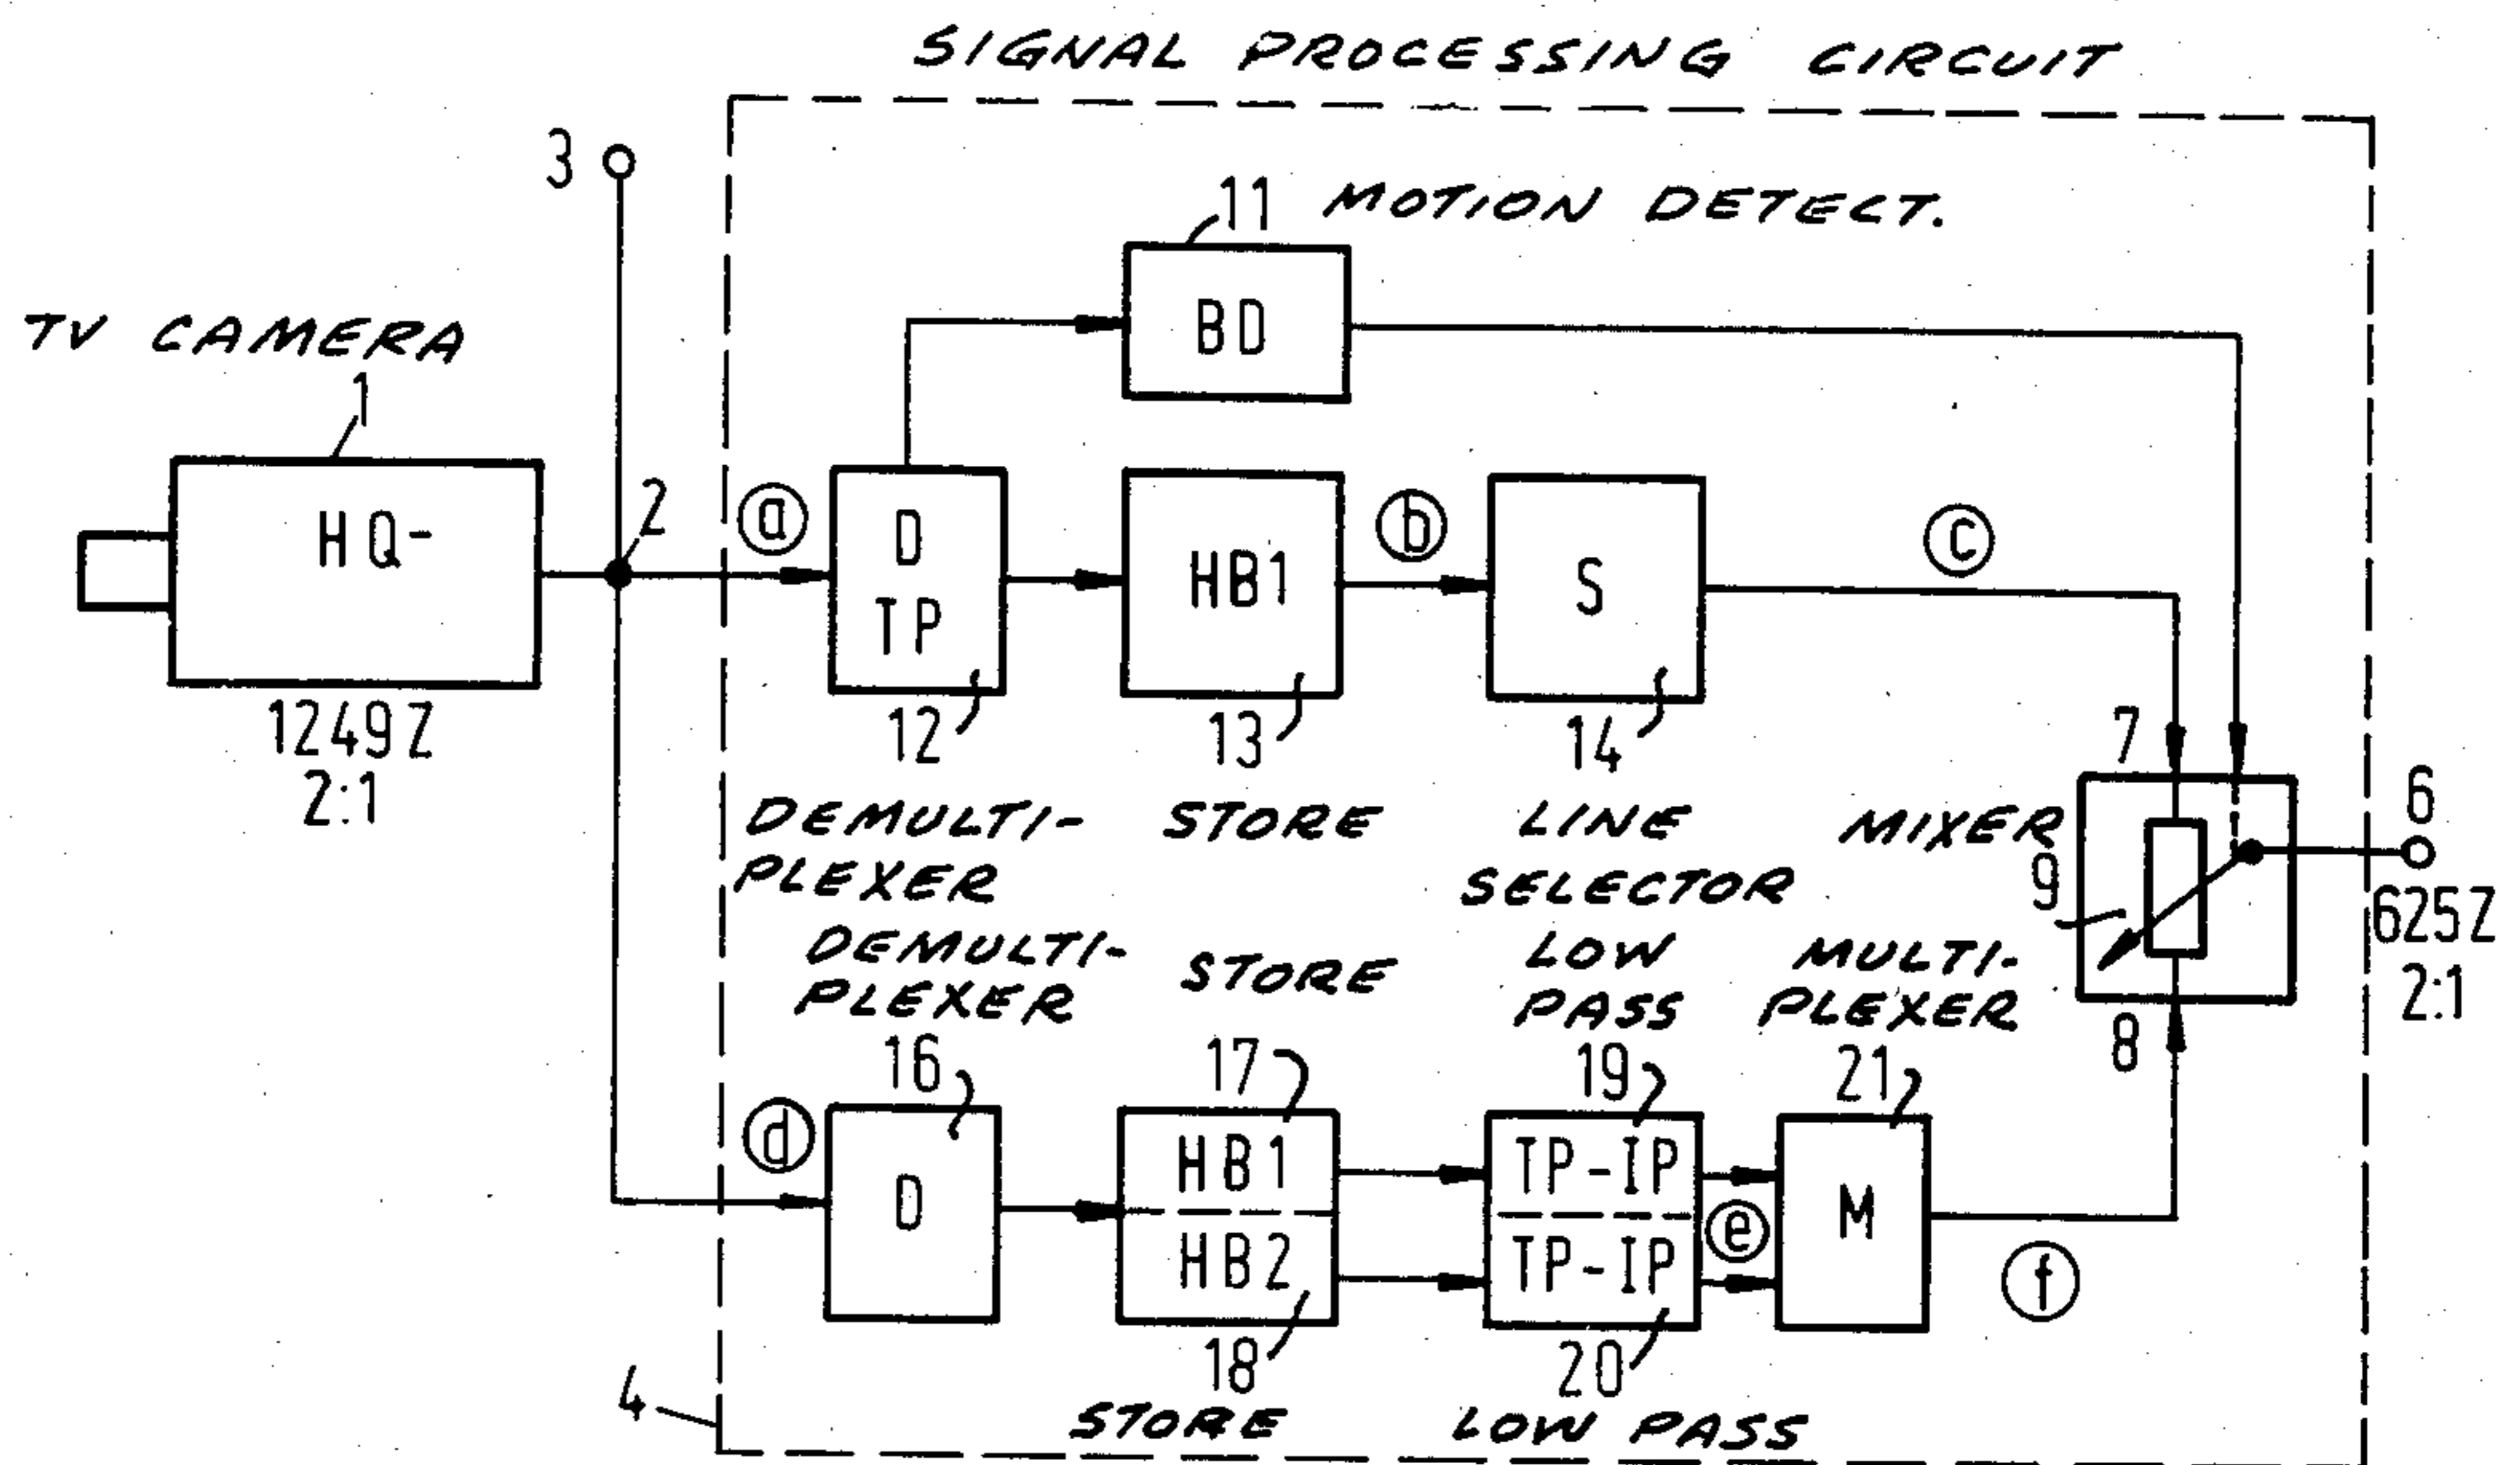 SIGNAL PROCESSING CIRCUIT
3
11 MOTION DETECT.
BD
TV CAMERA
1
HQ-
1249Z
2:1
2
a
D
TP
12
HB1
13
b
S
14
c
DEMULTI-
PLEXER
STORE
LINE
SELECTOR
MIXER
7
9
8
6
625Z
2:1
DEMULTI-
PLEXER
16
STORE
17
LOW
PASS
19
MULTI-
PLEXER
21
d
D
HB1
HB2
18
STORE
TP-IP
TP-IP
20
LOW PASS
e
M
f
4